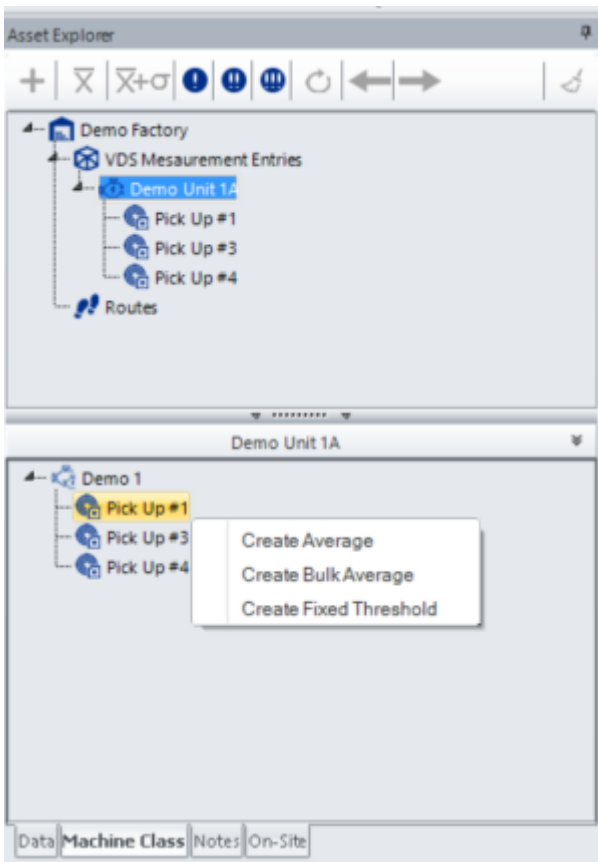 Asset Explorer
X X+σ
Demo Factory
VDS Mesaurement Entries
Demo Unit 1A
Pick Up #1
Pick Up #3
Pick Up #4
Routes
Demo Unit 1A
Demo 1
Pick Up #1
Pick Up #3
Pick Up #4
Create Average
Create Bulk Average
Create Fixed Threshold
Data Machine Class Notes On-Site